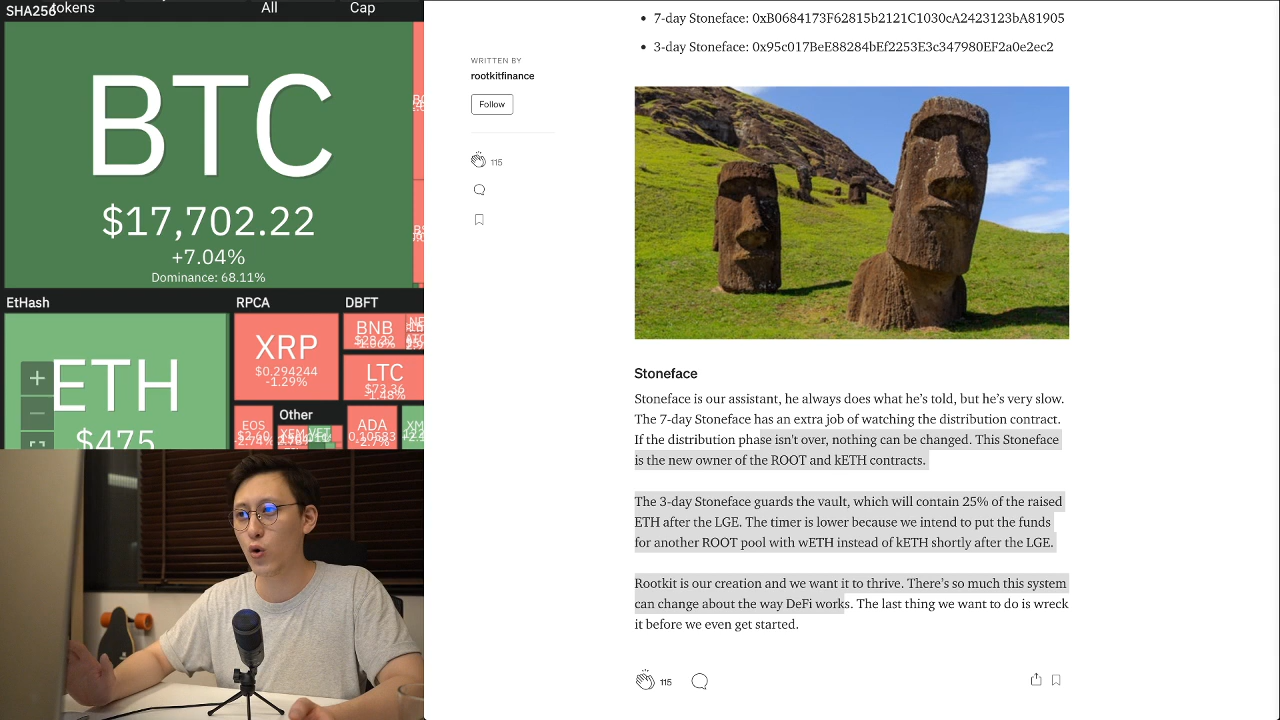 SHA256
Tokens
All
Cap
BTC
$17,702.22
+7.04%
Dominance: 68.11%
EtHash
RPCA
DBFT
ETH
$475
XRP
$0.294244
-1.29%
BNB
LTC
$73.36
-1.48%
EOS
$2.60
-2.74%
Other
XEM
ADA
-2.7%
• 7-day Stoneface: 0xB0684173F62815b2121C1030cA2423123bA81905
• 3-day Stoneface: 0x95c017BeE88284bEf2253E3c347980EF2a0e2ec2
WRITTEN BY
rootkitfinance
Follow
115
Stoneface
Stoneface is our assistant, he always does what he’s told, but he’s very slow.
The 7-day Stoneface has an extra job of watching the distribution contract.
If the distribution phase isn’t over, nothing can be changed. This Stoneface
is the new owner of the ROOT and kETH contracts.
The 3-day Stoneface guards the vault, which will contain 25% of the raised
ETH after the LGE. The timer is lower because we intend to put the funds
for another ROOT pool with wETH instead of kETH shortly after the LGE.
Rootkit is our creation and we want it to thrive. There’s so much this system
can change about the way DeFi works. The last thing we want to do is wreck
it before we even get started.
115